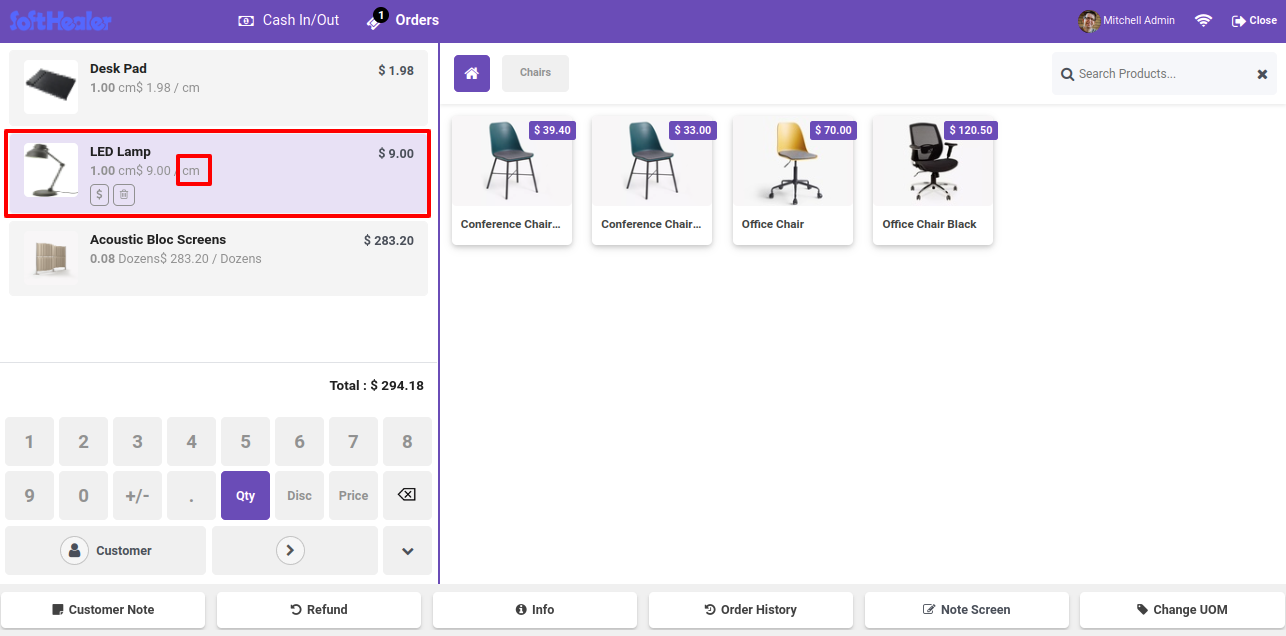 SoftHealer
Cash In/Out
1
Orders
Mitchell Admin
Close
Desk Pad
$ 1.98
1.00 cm$ 1.98 / cm
LED Lamp
$ 9.00
1.00 cm$ 9.00 / cm
$
Acoustic Bloc Screens
$ 283.20
0.08 Dozens$ 283.20 / Dozens
Total : $ 294.18
1 2 3 4 5 6 7 8
9 0 +/- . Qty Disc Price
Customer
Chairs
Search Products...
$ 39.40
$ 33.00
$ 70.00
$ 120.50
Conference Chair...
Conference Chair...
Office Chair
Office Chair Black
Customer Note
Refund
Info
Order History
Note Screen
Change UOM